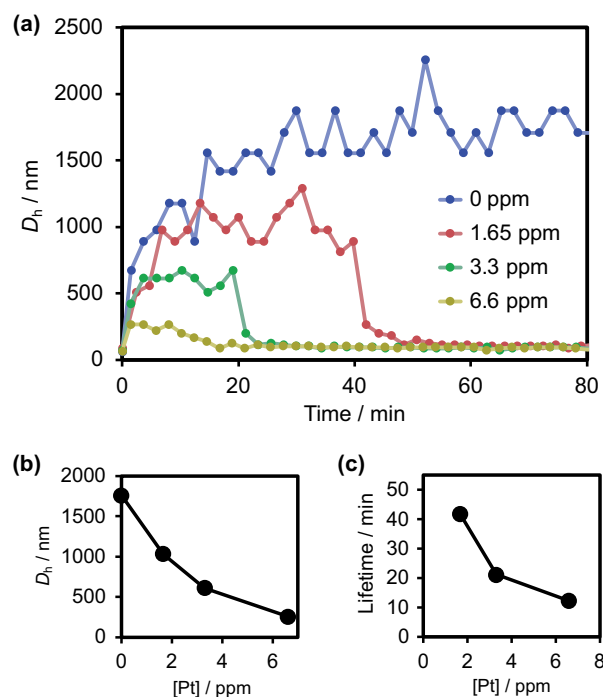 (a)
2500
2000
1500
1000
500
0
D_h / nm
0 ppm
1.65 ppm
3.3 ppm
6.6 ppm
0 20 40 60 80
Time / min
(b)
2000
1500
1000
500
0
D_h / nm
0 2 4 6
[Pt] / ppm
(c)
50
40
30
20
10
0
Lifetime / min
0 2 4 6 8
[Pt] / ppm